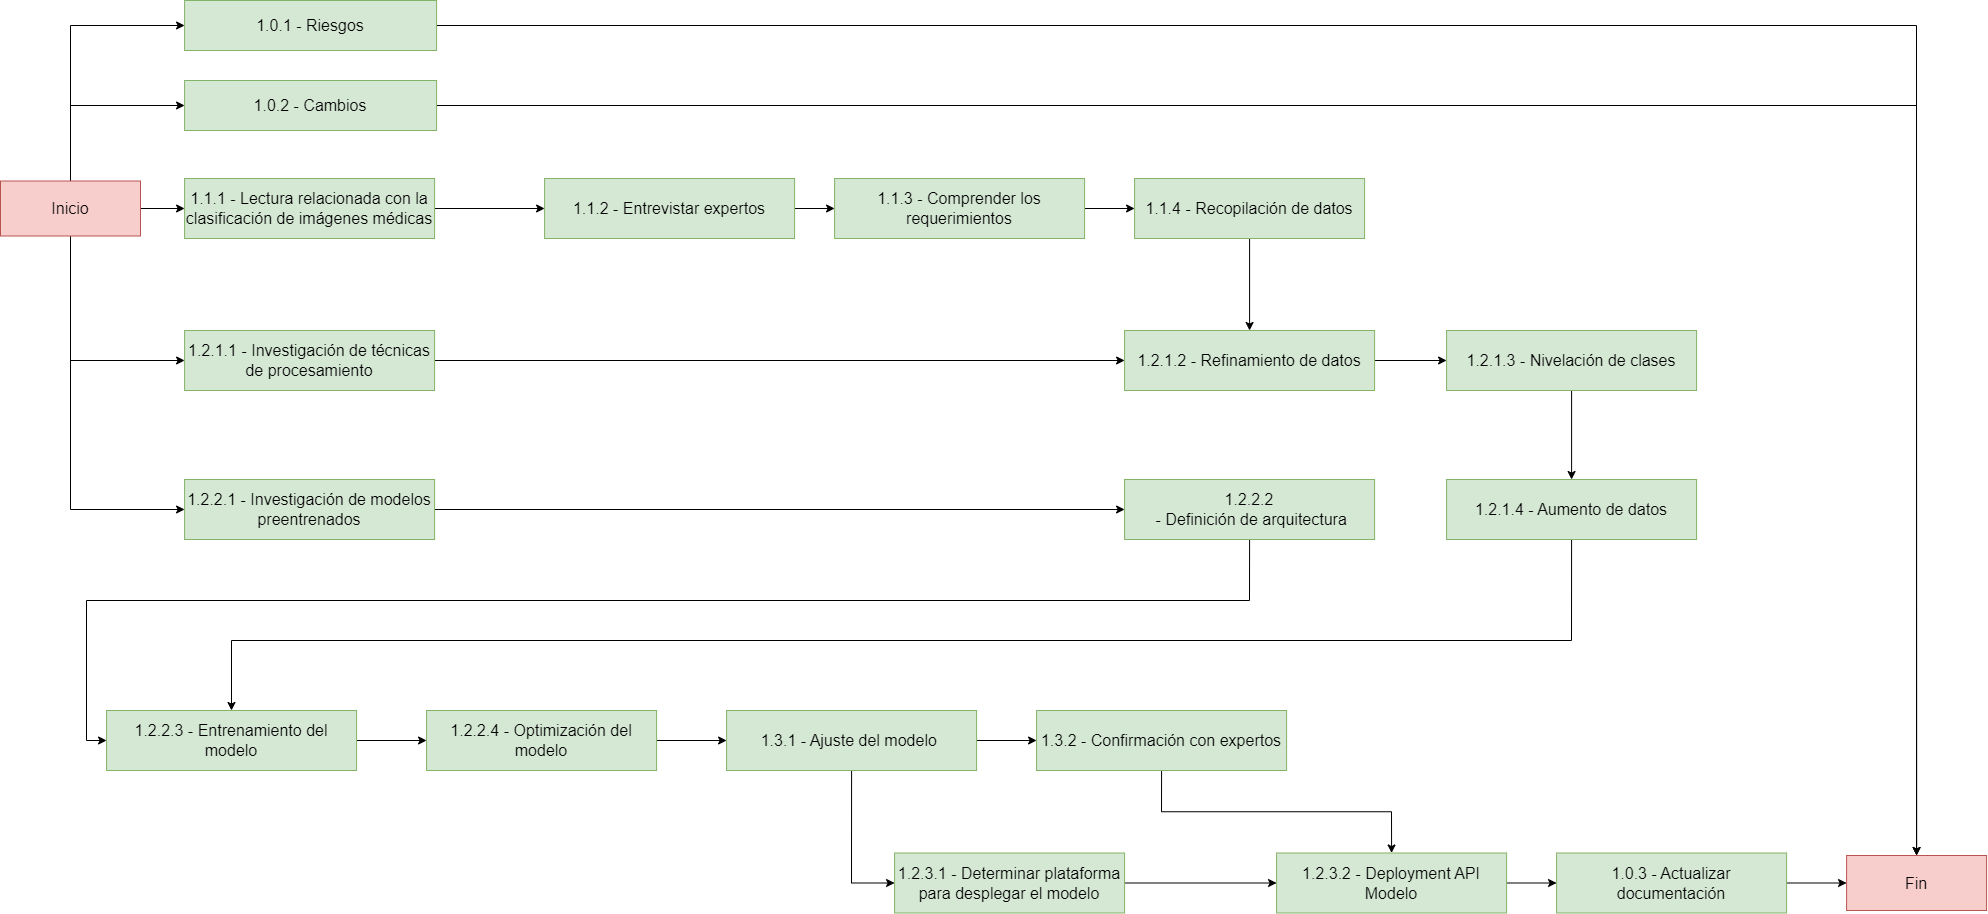 1.0.1 - Riesgos
1.0.2 - Cambios
Inicio
1.1.1 - Lectura relacionada con la
clasificación de imágenes médicas
1.1.2 - Entrevistar expertos
1.1.3 - Comprender los
requerimientos
1.1.4 - Recopilación de datos
1.2.1.1 - Investigación de técnicas
de procesamiento
1.2.1.2 - Refinamiento de datos
1.2.1.3 - Nivelación de clases
1.2.2.1 - Investigación de modelos
preentrenados
1.2.2.2
- Definición de arquitectura
1.2.1.4 - Aumento de datos
1.2.2.3 - Entrenamiento del
modelo
1.2.2.4 - Optimización del
modelo
1.3.1 - Ajuste del modelo
1.3.2 - Confirmación con expertos
1.2.3.1 - Determinar plataforma
para desplegar el modelo
1.2.3.2 - Deployment API
Modelo
1.0.3 - Actualizar
documentación
Fin